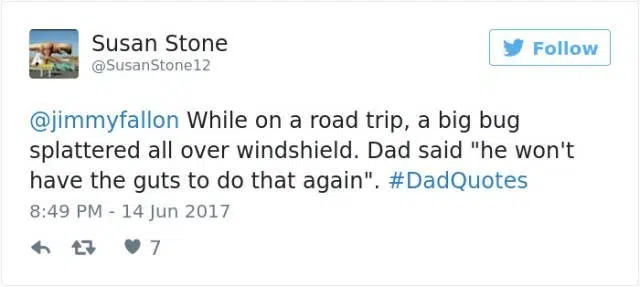 Susan Stone
@SusanStone12
Follow
@jimmyfallon While on a road trip, a big bug
splattered all over windshield. Dad said "he won't
have the guts to do that again". #DadQuotes
8:49 PM - 14 Jun 2017
7